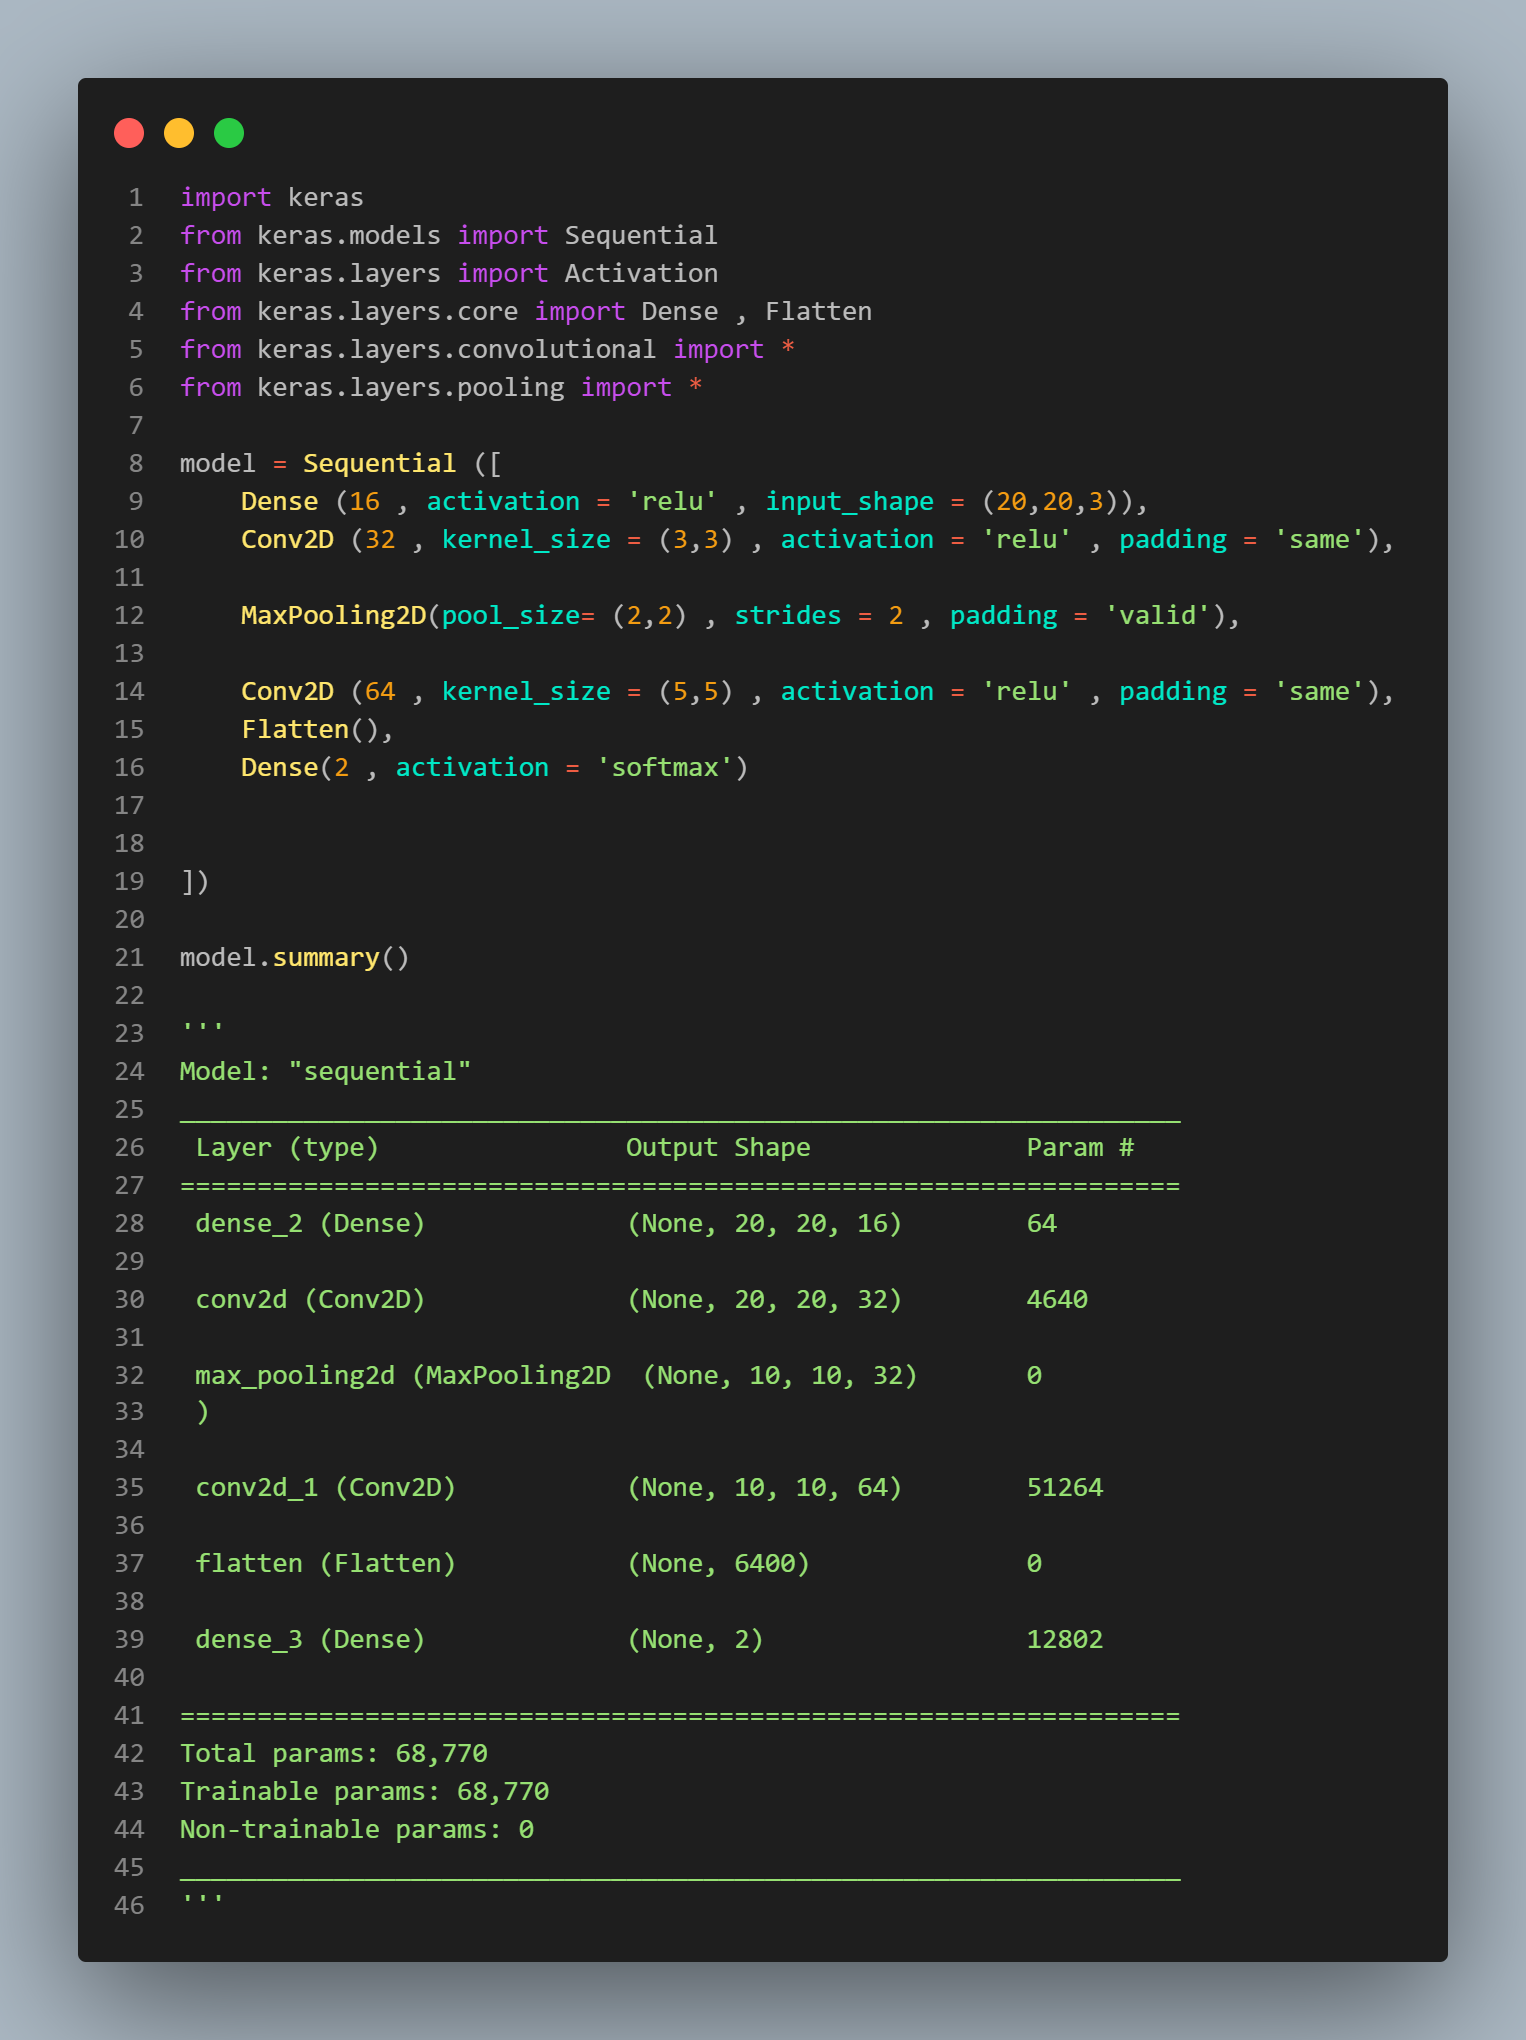 1 import keras
2 from keras.models import Sequential
3 from keras.layers import Activation
4 from keras.layers.core import Dense , Flatten
5 from keras.layers.convolutional import *
6 from keras.layers.pooling import *
7
8 model = Sequential ([
9     Dense (16 , activation = 'relu' , input_shape = (20,20,3)),
10     Conv2D (32 , kernel_size = (3,3) , activation = 'relu' , padding = 'same'),
11
12     MaxPooling2D(pool_size= (2,2) , strides = 2 , padding = 'valid'),
13
14     Conv2D (64 , kernel_size = (5,5) , activation = 'relu' , padding = 'same'),
15     Flatten(),
16     Dense(2 , activation = 'softmax')
17
18
19 ])
20
21 model.summary()
22
23 '''
24 Model: "sequential"
25 _________________________________________________________________
26  Layer (type)                Output Shape              Param #
27 =================================================================
28  dense_2 (Dense)             (None, 20, 20, 16)        64
29
30  conv2d (Conv2D)             (None, 20, 20, 32)        4640
31
32  max_pooling2d (MaxPooling2D  (None, 10, 10, 32)       0
33  )
34
35  conv2d_1 (Conv2D)           (None, 10, 10, 64)        51264
36
37  flatten (Flatten)           (None, 6400)              0
38
39  dense_3 (Dense)             (None, 2)                 12802
40
41 =================================================================
42 Total params: 68,770
43 Trainable params: 68,770
44 Non-trainable params: 0
45 _________________________________________________________________
46 '''